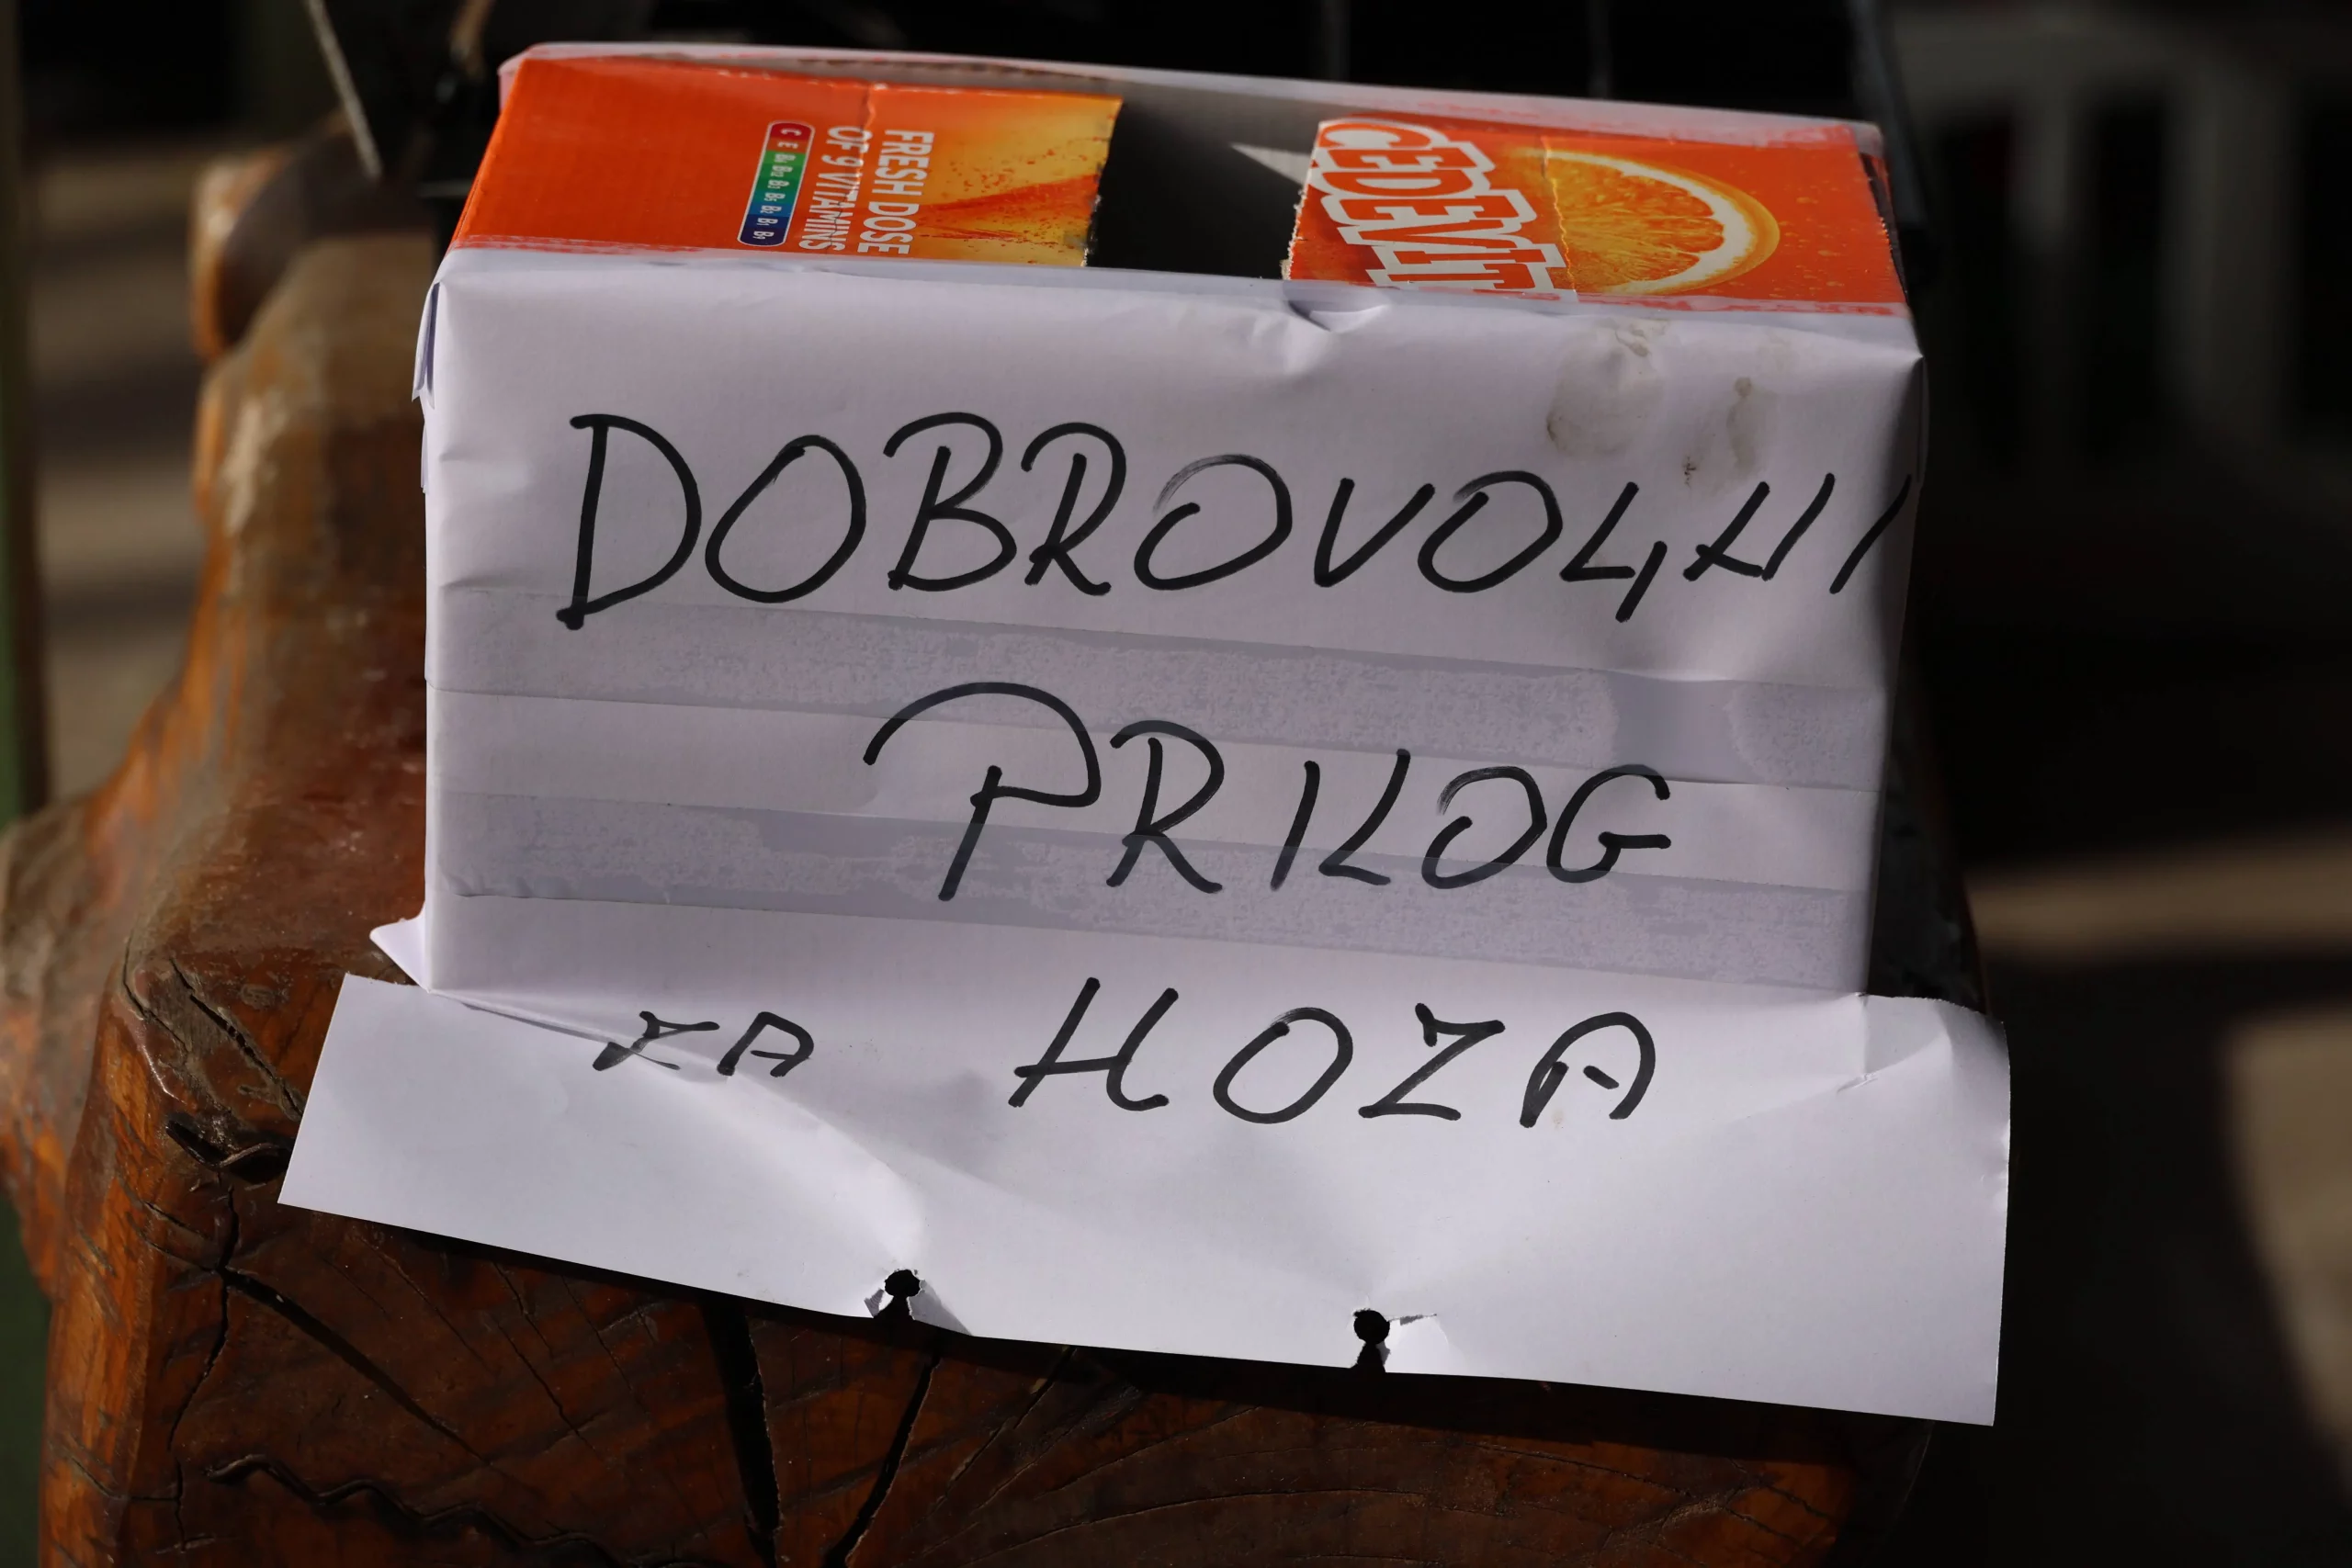 CEDEVIT
FRESH DOSE
OF 9 VITAMINS
DOBROVOLJNI
PRILOG
ZA HOZA